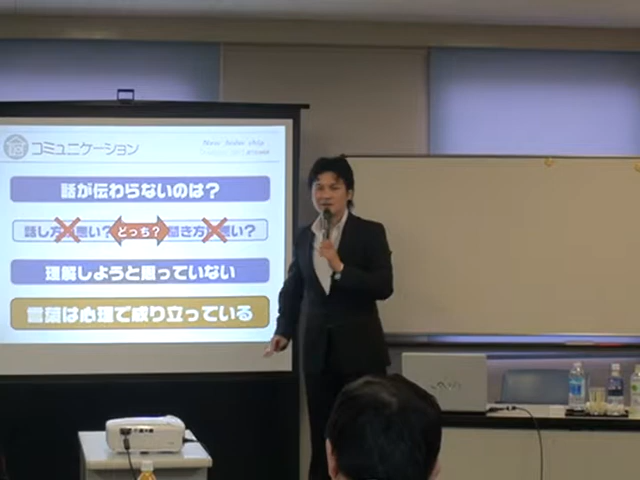 コミュニケーション
話が伝わらないのは？
話し方 悪い？ どっち？ 聞き方 悪い？
理解しようと思っていない
言葉は心理で成り立っている
VAIO